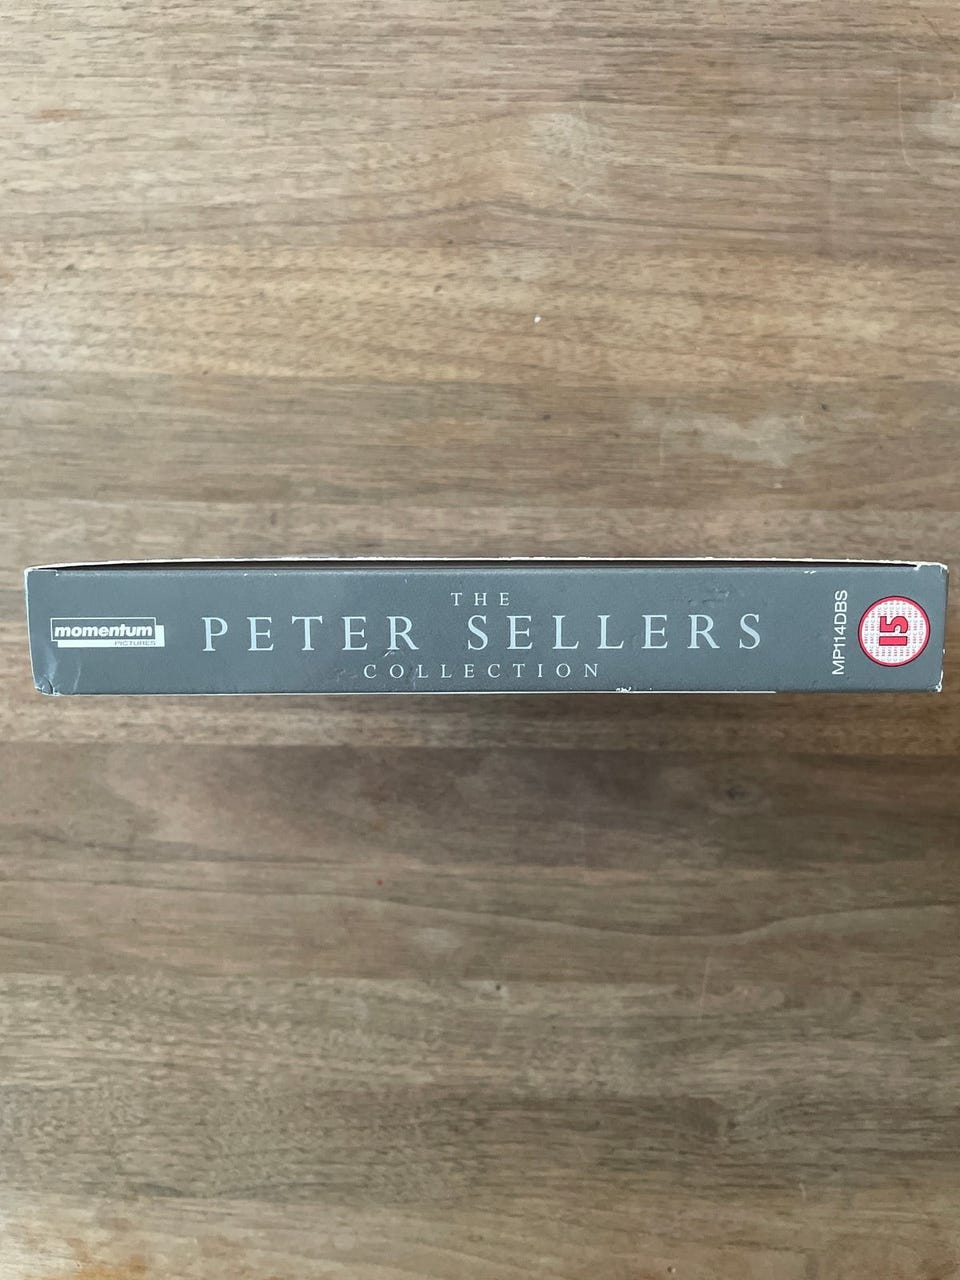 momentum
PICTURES
THE
PETER SELLERS
COLLECTION
MP114DBS
15